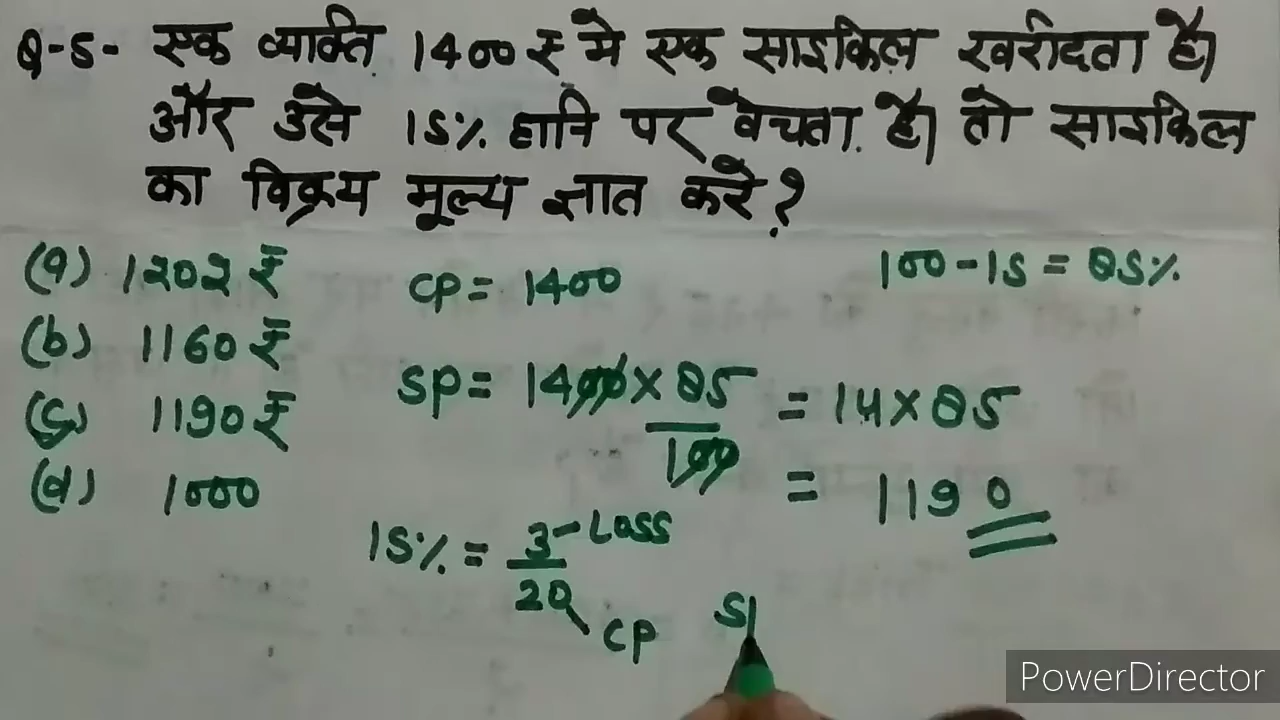 Q-5- एक व्यक्ति 1400 ₹ मे एक साइकिल खरीदता है।
और उसे 15% हानि पर वेचता है। तो साइकिल
का विक्रय मूल्य ज्ञात करे?
(a) 1202 ₹
(b) 1160 ₹
(c) 1190 ₹
(d) 1000
CP = 1400
100 - 15 = 85%
SP = 1400 × 85 / 100 = 14 × 85
= 1190
15% = 3/20 - Loss
CP
SP
PowerDirector